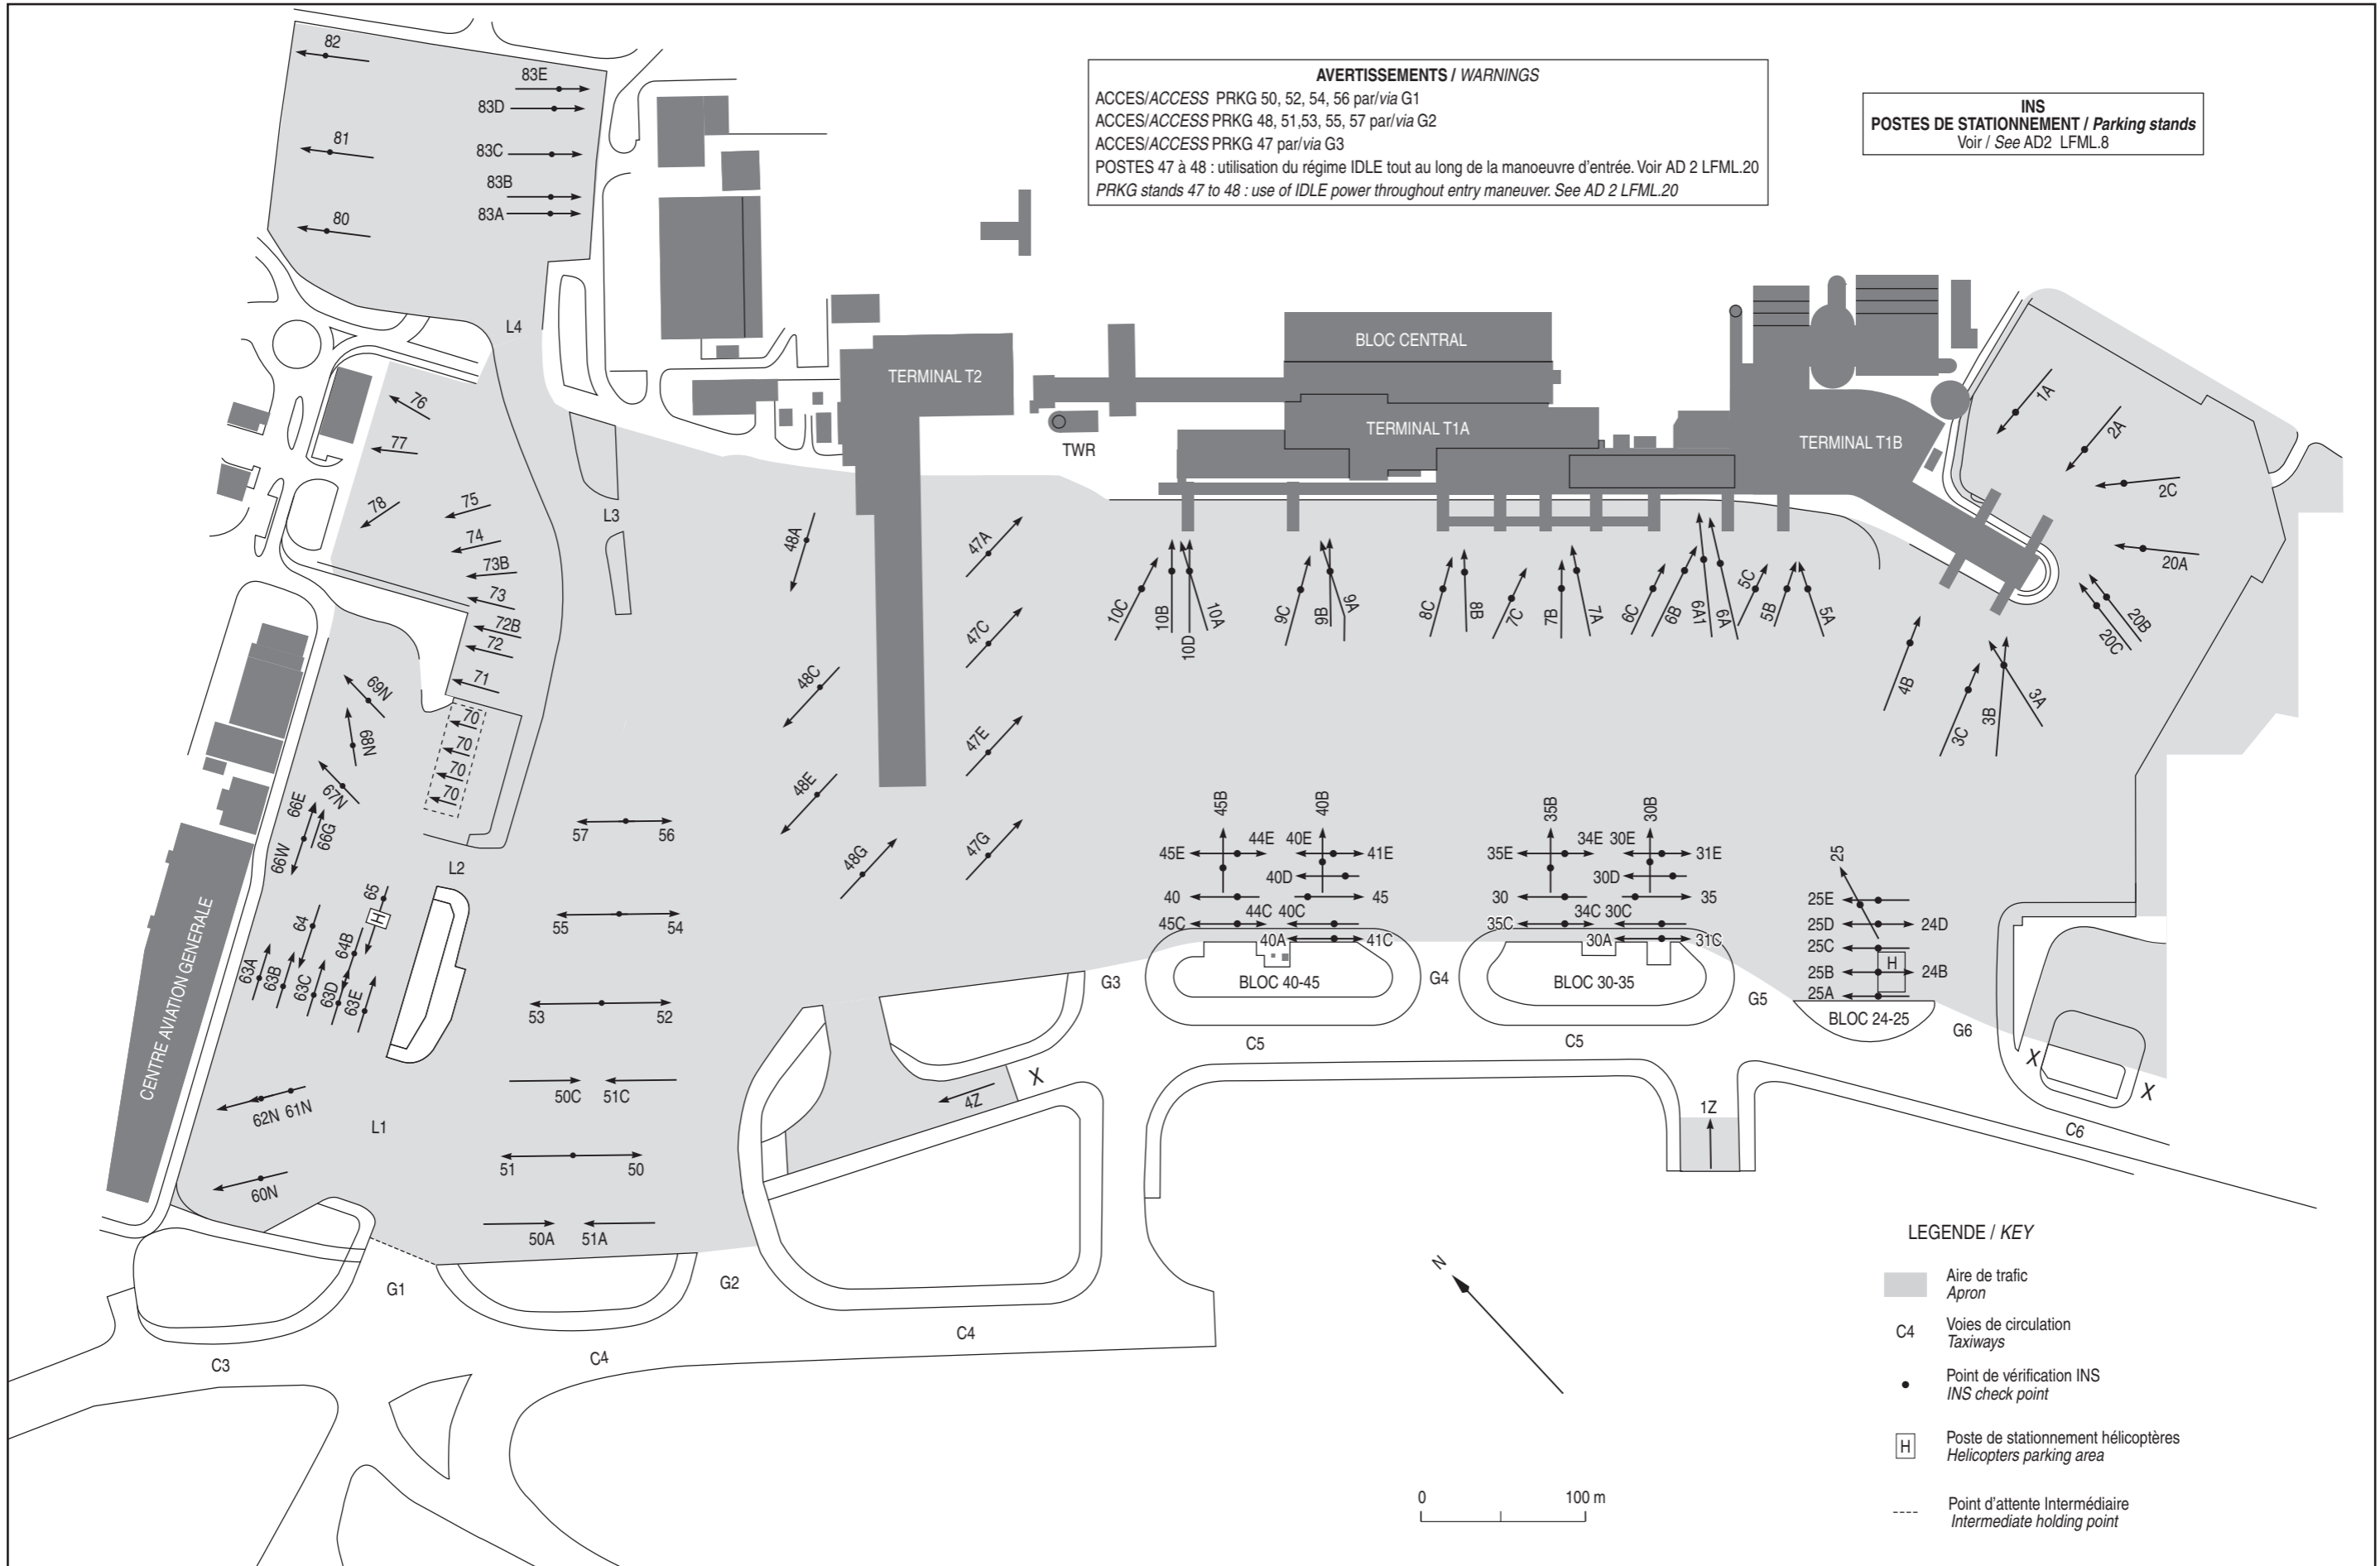 AVERTISSEMENTS / WARNINGS
ACCES/ACCESS PRKG 50, 52, 54, 56 par/via G1
ACCES/ACCESS PRKG 48, 51,53, 55, 57 par/via G2
ACCES/ACCESS PRKG 47 par/via G3
POSTES 47 à 48 : utilisation du régime IDLE tout au long de la manoeuvre d'entrée. Voir AD 2 LFML.20
PRKG stands 47 to 48 : use of IDLE power throughout entry maneuver. See AD 2 LFML.20
INS
POSTES DE STATIONNEMENT / Parking stands
Voir / See AD2 LFML.8
82
83E
83D
81
83C
83B
83A
80
L4
BLOC CENTRAL
TERMINAL T2
TERMINAL T1A
TERMINAL T1B
TWR
1A
2A
2C
20A
20B
20C
76
77
78
75
74
73B
73
72B
72
71
70
70
70
70
L3
48A
47A
48C
47C
48E
47E
48G
47G
10C
10B
10D
10A
9C
9B
9A
8C
8B
7C
7B
7A
6C
6B
6A1
6A
5C
5B
5A
4B
3C
3B
3A
69N
68N
67N
66E
66G
66W
L2
65
H
64
64B
63A
63B
63C
63D
63E
57
56
55
54
53
52
50C
51C
51
50
50A
51A
62N
61N
60N
L1
CENTRE AVIATION GENERALE
45B
40B
45E
44E
40E
41E
40D
40
45
45C
44C
40C
40A
41C
BLOC 40-45
35B
30B
35E
34E
30E
31E
30D
30
35
35C
34C
30C
30A
31C
BLOC 30-35
25
25E
25D
24D
25C
H
25B
24B
25A
BLOC 24-25
G3
G4
G5
G6
C5
C5
4Z
X
1Z
X
X
C6
G1
G2
C3
C4
C4
N
0
100 m
LEGENDE / KEY
Aire de trafic
Apron
C4
Voies de circulation
Taxiways
Point de vérification INS
INS check point
H
Poste de stationnement hélicoptères
Helicopters parking area
Point d'attente Intermédiaire
Intermediate holding point